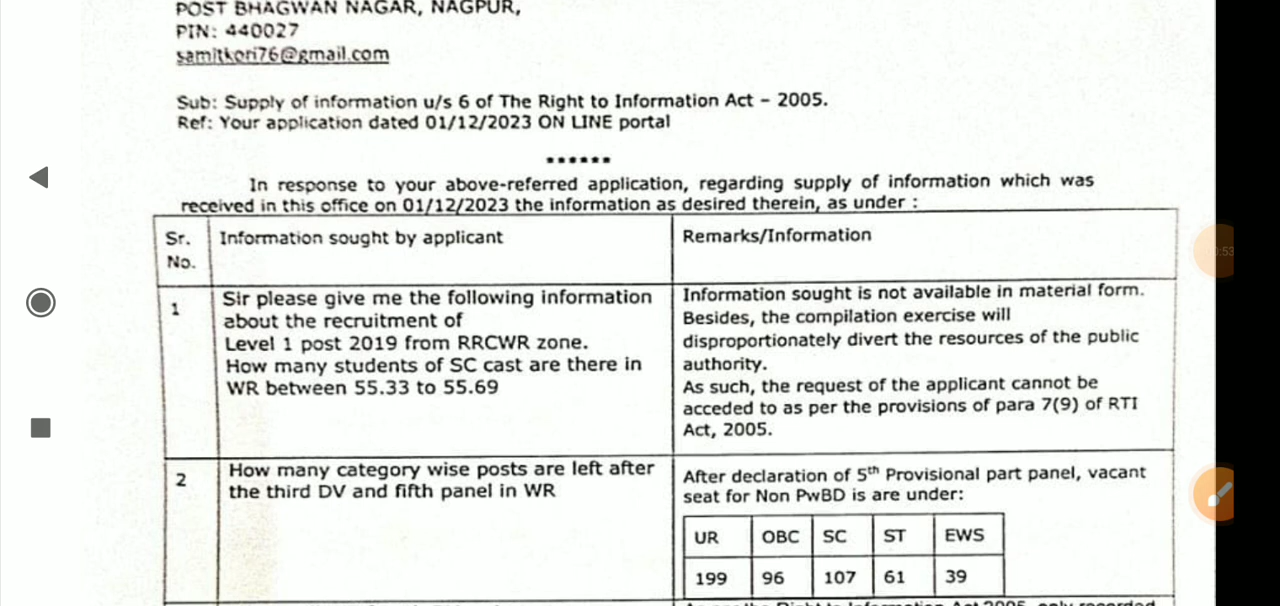 POST BHAGWAN NAGAR, NAGPUR,
PIN: 440027
samitkori76@gmail.com
Sub: Supply of information u/s 6 of The Right to Information Act – 2005.
Ref: Your application dated 01/12/2023 ON LINE portal
******
In response to your above-referred application, regarding supply of information which was
received in this office on 01/12/2023 the information as desired therein, as under :
Sr.
No.
Information sought by applicant
Remarks/Information
1
Sir please give me the following information
about the recruitment of
Level 1 post 2019 from RRCWR zone.
How many students of SC cast are there in
WR between 55.33 to 55.69
Information sought is not available in material form.
Besides, the compilation exercise will
disproportionately divert the resources of the public
authority.
As such, the request of the applicant cannot be
acceded to as per the provisions of para 7(9) of RTI
Act, 2005.
2
How many category wise posts are left after
the third DV and fifth panel in WR
After declaration of 5th Provisional part panel, vacant
seat for Non PwBD is are under:
UR OBC SC ST EWS
199 96 107 61 39